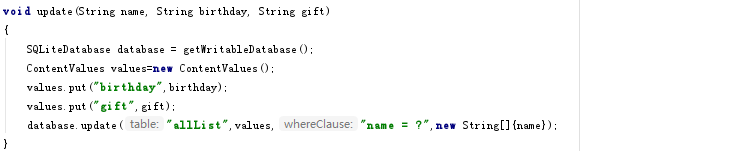 void update(String name, String birthday, String gift)
{
SQLiteDatabase database = getWritableDatabase();
ContentValues values=new ContentValues();
values.put("birthday",birthday);
values.put("gift",gift);
database.update( table: "allList",values, whereClause: "name = ?",new String[]{name});
}